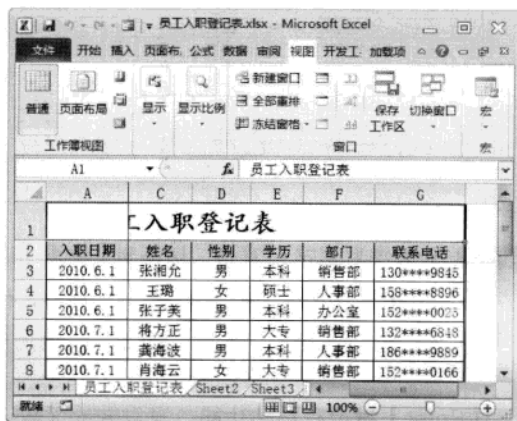 员工入职登记表.xlsx - Microsoft Excel
文件 开始 插入 页面布 公式 数据 审阅 视图 开发工 加载项
普通 页面布局 显示 显示比例 新建窗口 全部重排 冻结窗格 保存工作区 切换窗口 宏
工作簿视图 窗口 宏
A1 fx 员工入职登记表
A C D E F G
1 工入职登记表
2 入职日期 姓名 性别 学历 部门 联系电话
3 2010.6.1 张湘允 男 本科 销售部 130****9845
4 2010.6.1 王璐 女 硕士 人事部 158****8896
5 2010.6.1 张子美 男 本科 办公室 152****0025
6 2010.7.1 将方正 男 大专 销售部 132****6848
7 2010.7.1 龚海波 男 本科 人事部 186****9889
8 2010.7.1 肖海云 女 大专 销售部 152****0166
员工入职登记表 Sheet2 Sheet3
就绪 100%